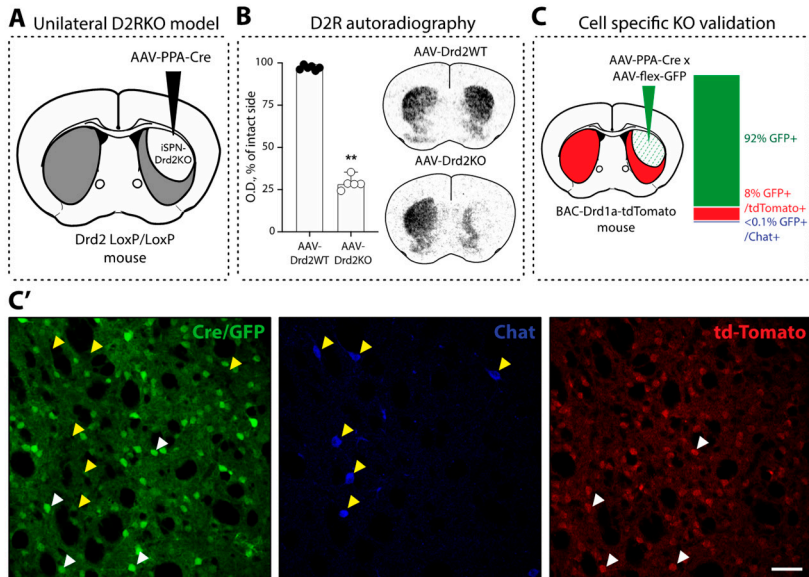 A Unilateral D2RKO model
AAV-PPA-Cre
iSPN-
Drd2KO
Drd2 LoxP/LoxP
mouse
B D2R autoradiography
O.D., % of intact side
100
75
50
25
0
**
AAV-
Drd2WT
AAV-
Drd2KO
AAV-Drd2WT
AAV-Drd2KO
C Cell specific KO validation
AAV-PPA-Cre x
AAV-flex-GFP
BAC-Drd1a-tdTomato
mouse
92% GFP+
8% GFP+
/tdTomato+
<0.1% GFP+
/Chat+
C'
Cre/GFP
Chat
td-Tomato